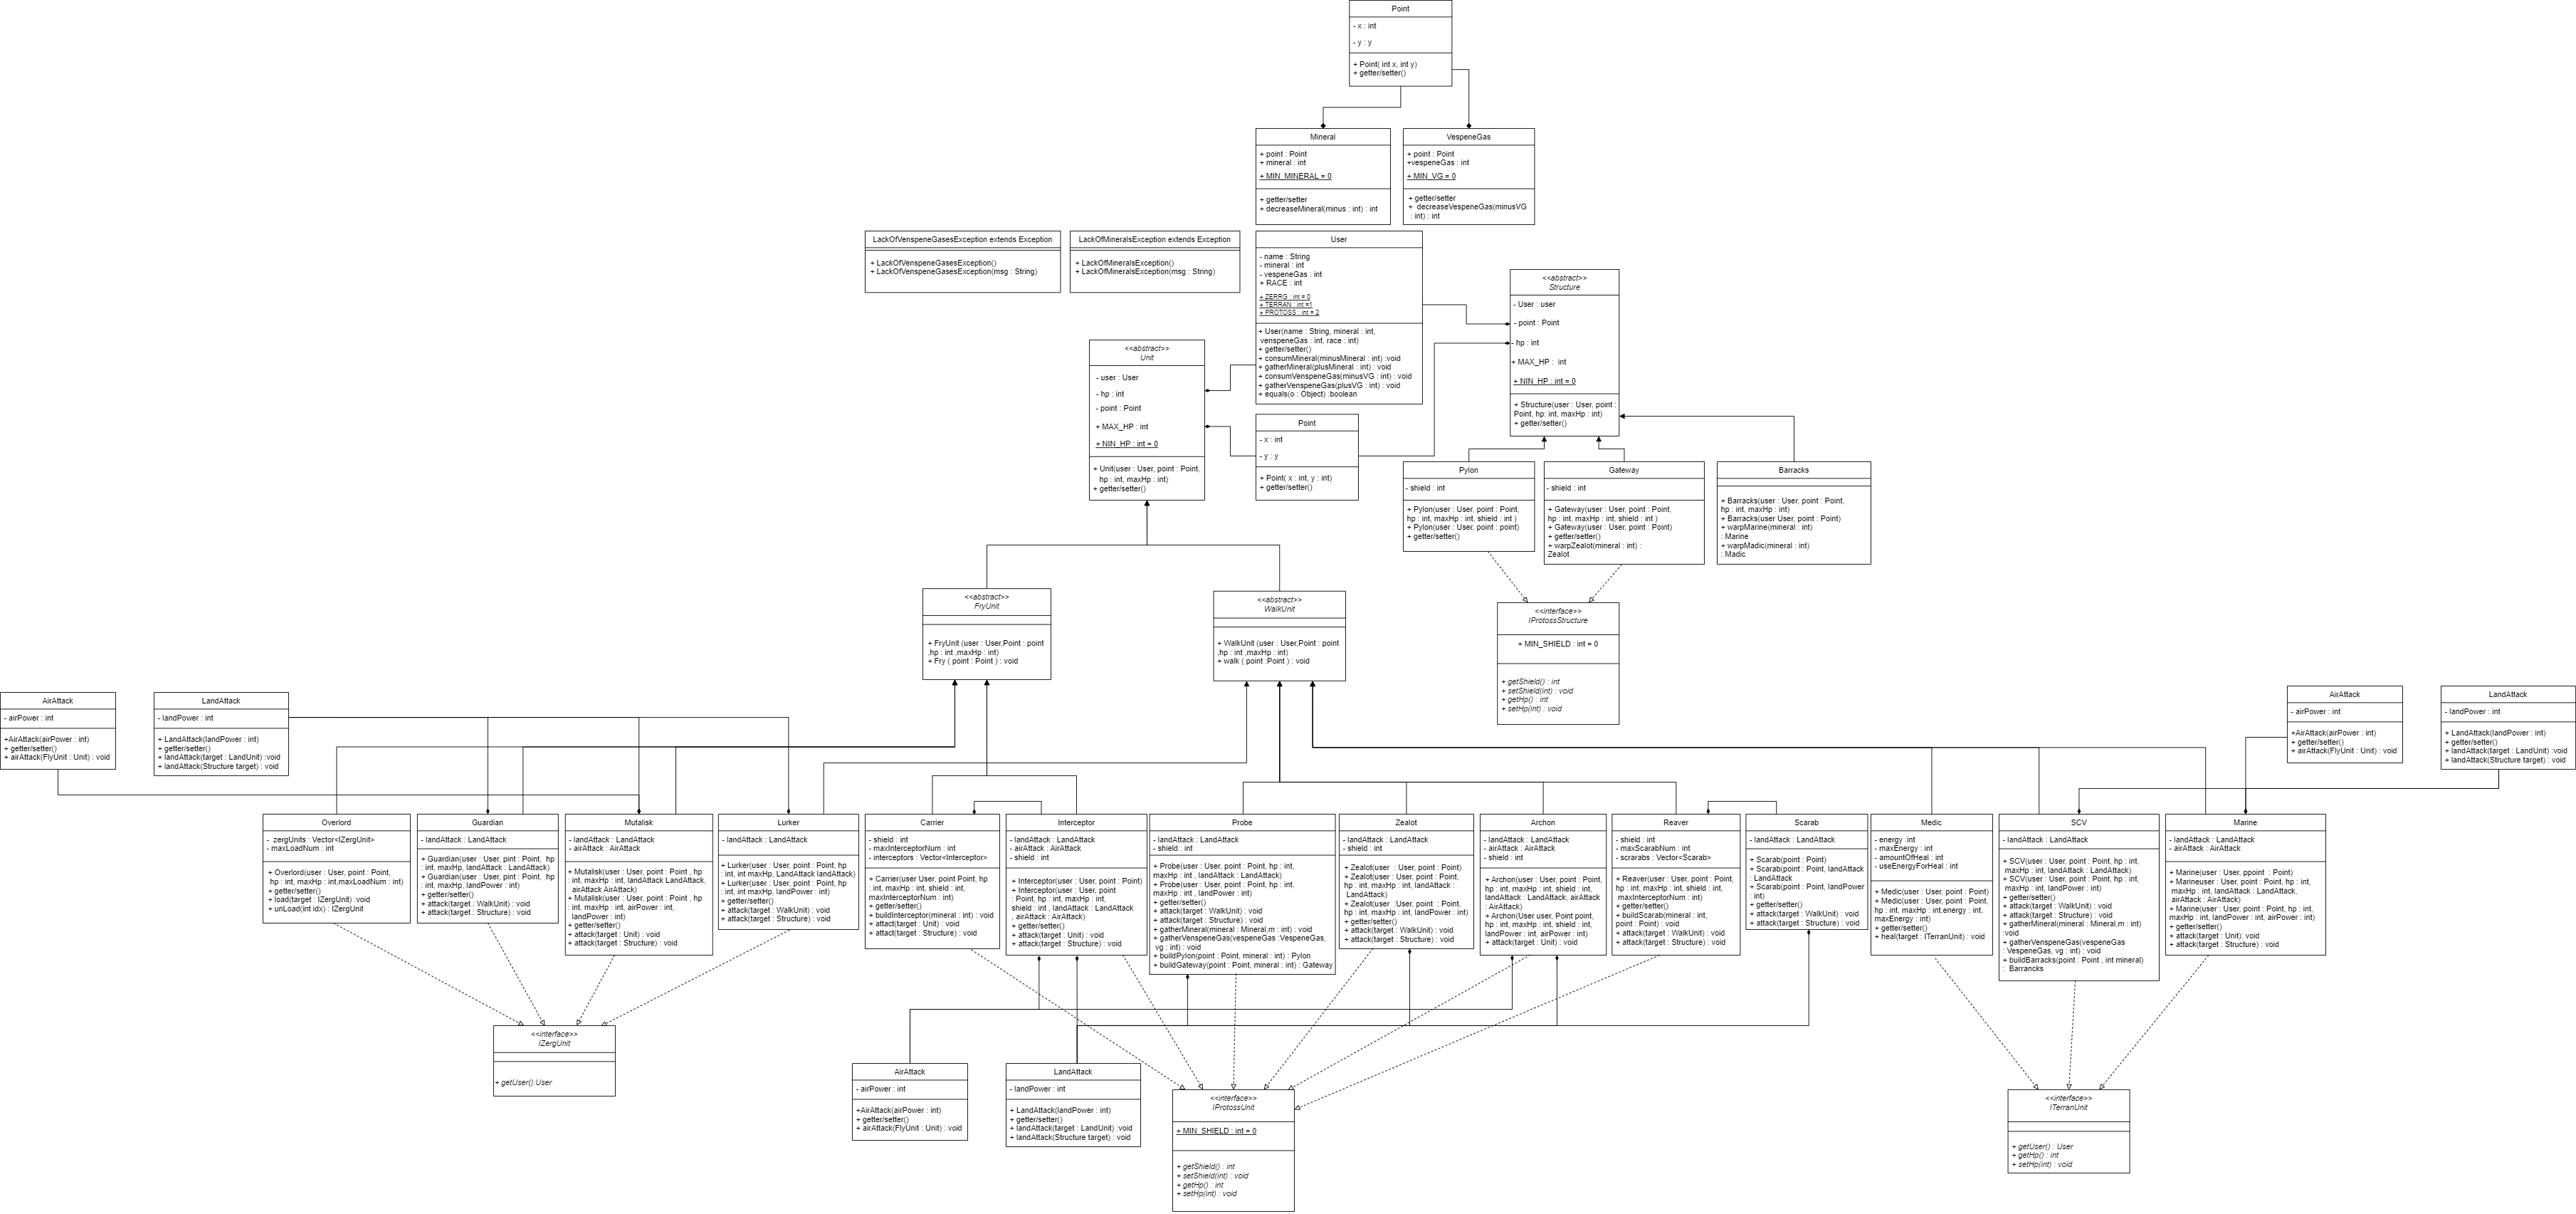 Point
- x : int
- y : y
+ Point( int x, int y)
+ getter/setter()
Mineral
+ point : Point
+ mineral : int
+ MIN_MINERAL = 0
+ getter/setter
+ decreaseMineral(minus : int) : int
VespeneGas
+ point : Point
+vespeneGas : int
+ MIN_VG = 0
+ getter/setter
+  decreaseVespeneGas(minusVG
: int) : int
LackOfVenspeneGasesException extends Exception
+ LackOfVenspeneGasesException()
+ LackOfVenspeneGasesException(msg : String)
LackOfMineralsException extends Exception
+ LackOfMineralsException()
+ LackOfMineralsException(msg : String)
User
- name : String
- mineral : int
- vespeneGas : int
+ RACE : int
+ ZERRG : int = 0
+ TERRAN : int =1
+ PROTOSS : int = 2
+ User(name : String, mineral : int,
venspeneGas : int, race : int)
+ getter/setter()
+ consumMineral(minusMineral : int) :void
+ gatherMineral(plusMineral : int) : void
+ consumVenspeneGas(minusVG : int) : void
+ gatherVenspeneGas(plusVG : int) : void
+ equals(o : Object) :boolean
<<abstract>>
Structure
- User : user
- point : Point
- hp : int
+ MAX_HP :  int
+ NIN_HP : int = 0
+ Structure(user : User, point :
Point, hp: int, maxHp : int)
+ getter/setter()
<<abstract>>
Unit
- user : User
- hp : int
- point : Point
+ MAX_HP : int
+ NIN_HP : int = 0
+ Unit(user : User, point : Point,
hp : int, maxHp : int)
+ getter/setter()
Point
- x : int
- y : y
+ Point( x : int, y : int)
+ getter/setter()
Pylon
- shield : int
+ Pylon(user : User, point : Point,
hp : int, maxHp : int, shield : int )
+ Pylon(user : User, point : point)
+ getter/setter()
Gateway
- shield : int
+ Gateway(user : User, point : Point,
hp : int, maxHp : int, shield : int )
+ Gateway(user : User, point : Point)
+ getter/setter()
+ warpZealot(mineral : int) :
Zealot
Barracks
+ Barracks(user : User, point : Point,
hp : int, maxHp : int)
+ Barracks(user User, point : Point)
+ warpMarine(mineral : int)
: Marine
+ warpMadic(mineral : int)
: Madic
<<abstract>>
FryUnit
+ FryUnit (user : User,Point : point
,hp : int ,maxHp : int)
+ Fry ( point : Point ) : void
<<abstract>>
WalkUnit
+ WalkUnit (user : User,Point : point
,hp : int ,maxHp : int)
+ walk ( point :Point ) : void
<<interface>>
IProtossStructure
+ MIN_SHIELD : int = 0
+ getShield() : int
+ setShield(int) : void
+ getHp() : int
+ setHp(int) : void
AirAttack
- airPower : int
+AirAttack(airPower : int)
+ getter/setter()
+ airAttack(FlyUnit : Unit) : void
LandAttack
- landPower : int
+ LandAttack(landPower : int)
+ getter/setter()
+ landAttack(target : LandUnit) :void
+ landAttack(Structure target) : void
AirAttack
- airPower : int
+AirAttack(airPower : int)
+ getter/setter()
+ airAttack(FlyUnit : Unit) : void
LandAttack
- landPower : int
+ LandAttack(landPower : int)
+ getter/setter()
+ landAttack(target : LandUnit) :void
+ landAttack(Structure target) : void
Overlord
-  zergUnits : Vector<IZergUnit>
- maxLoadNum : int
+ Overlord(user : User, point : Point,
hp : int, maxHp : int,maxLoadNum : int)
+ getter/setter()
+ load(target : IZergUnit) :void
+ unLoad(int idx) : IZergUnit
Guardian
- landAttack : LandAttack
+ Guardian(user : User, pint : Point,  hp
: int, maxHp, landAttack : LandAttack)
+ Guardian(user : User, pint : Point,  hp
: int, maxHp, landPower : int)
+ getter/setter()
+ attack(target : WalkUnit) : void
+ attack(target : Structure) : void
Mutalisk
- landAttack : LandAttack
- airAttack : AirAttack
+ Mutalisk(user : User, point : Point , hp
: int, maxHp : int, landAttack LandAttack,
airAttack AirAttack)
+ Mutalisk(user : User, point : Point , hp
: int, maxHp : int, airPower : int,
landPower : int)
+ getter/setter()
+ attack(target : Unit) : void
+ attack(target : Structure) : void
Lurker
- landAttack : LandAttack
+ Lurker(user : User, point : Point, hp
: int, int maxHp, LandAttack landAttack)
+ Lurker(user : User, point : Point, hp
: int, int maxHp, landPower : int)
+ getter/setter()
+ attack(target : WalkUnit) : void
+ attack(target : Structure) : void
Carrier
- shield : int
- maxInterceptorNum : int
- interceptors : Vector<Interceptor>
+ Carrier(user User, point Point, hp
: int, maxHp : int, shield : int,
maxInterceptorNum : int)
+ getter/setter()
+ buildInterceptor(mineral : int) : void
+ attact(target : Unit) : void
+ attact(target : Structure) : void
Interceptor
- landAttack : LandAttack
- airAttack : AirAttack
- shield : int
+ Interceptor(user : User, point : Point)
+ Interceptor(user : User, point
: Point, hp : int, maxHp : int,
shield : int , landAttack : LandAttack
, airAttack : AirAttack)
+ getter/setter()
+ attack(target : Unit) : void
+ attack(target : Structure) : void
Probe
- landAttack : LandAttack
- shield : int
+ Probe(user : User, point : Point, hp : int,
maxHp : int , landAttack : LandAttack)
+ Probe(user : User, point : Point, hp : int,
maxHp : int , landPower : int)
+ getter/setter()
+ attack(target : WalkUnit) : void
+ attack(target : Structure) : void
+ gatherMineral(mineral : Mineral,m : int) : void
+ gatherVenspeneGas(vespeneGas :VespeneGas,
vg : int) : void
+ buildPylon(point : Point, mineral : int) : Pylon
+ buildGateway(point : Point, mineral : int) : Gateway
Zealot
- landAttack : LandAttack
- shield : int
+ Zealot(user  : User, point : Point)
+ Zealot(user : User, point : Point,
hp : int, maxHp : int, landAttack :
LandAttack)
+ Zealot(user  :User,  point : Point,
hp : int, maxHp : int, landPower : int)
+ getter/setter()
+ attack(target : WalkUnit) : void
+ attack(target : Structure) : void
Archon
- landAttack : LandAttack
- airAttack : AirAttack
- shield : int
+ Archon(user : User, point : Point,
hp : int, maxHp : int, shield : int,
landAttack : LandAttack, airAttack
: AirAttack)
+ Archon(User user, Point point,
hp : int, maxHp : int, shield : int,
landPower : int, airPower : int)
+ attack(target : Unit) : void
Reaver
- shield : int
- maxScarabNum : int
- scrarabs : Vector<Scarab>
+ Reaver(user : User, point : Point,
hp : int, maxHp : int, shield : int,
maxInterceptorNum : int)
+ getter/setter()
+ buildScarab(mineral : int,
point : Point) : void
+ attack(target : WalkUnit) : void
+ attack(target : Structure) : void
Scarab
- landAttack : LandAttack
+ Scarab(point : Point)
+ Scarab(point : Point, landAttack
: LandAttack
+ Scarab(point : Point, landPower
: int)
+ getter/setter()
+ attack(target : WalkUnit) : void
+ attack(target : Structure) : void
Medic
- energy :int
- maxEnergy : int
- amountOfHeal : int
- useEnergyForHeal : int
+ Medic(user : User, point : Point)
+ Medic(user : User, point : Point,
hp : int, maxHp : int,energy : int,
maxEnergy : int)
+ getter/setter()
+ heal(target : ITerranUnit) : void
SCV
- landAttack : LandAttack
+ SCV(user : User, point : Point, hp : int,
maxHp : int, landAttack : LandAttack)
+ SCV(user : User, point : Point, hp : int,
maxHp : int, landPower : int)
+ getter/setter()
+ attack(target : WalkUnit) : void
+ attack(target : Structure) : void
+ gatherMineral(mineral : Mineral,m : int)
:void
+ gatherVenspeneGas(vespeneGas
: VespeneGas, vg : int) : void
+ buildBarracks(point : Point , int mineral)
:  Barrancks
Marine
- landAttack : LandAttack
- airAttack : AirAttack
+ Marine(user : User, ppoint  : Point)
+ Marineuser : User, point : Point, hp : int,
maxHp : int, landAttack : LandAttack,
airAttack : AirAttack)
+ Marine(user : User, point : Point, hp : int,
maxHp : int, landPower : int, airPower : int)
+ getter/setter()
+ attack(target : Unit): void
+ attack(target : Structure) : void
<<interface>>
IZergUnit
+ getUser():User
AirAttack
- airPower : int
+AirAttack(airPower : int)
+ getter/setter()
+ airAttack(FlyUnit : Unit) : void
LandAttack
- landPower : int
+ LandAttack(landPower : int)
+ getter/setter()
+ landAttack(target : LandUnit) :void
+ landAttack(Structure target) : void
<<interface>>
IProtossUnit
+ MIN_SHIELD : int = 0
+ getShield() : int
+ setShield(int) : void
+ getHp() : int
+ setHp(int) : void
<<interface>>
ITerranUnit
+ getUser() : User
+ getHp() : int
+ setHp(int) : void